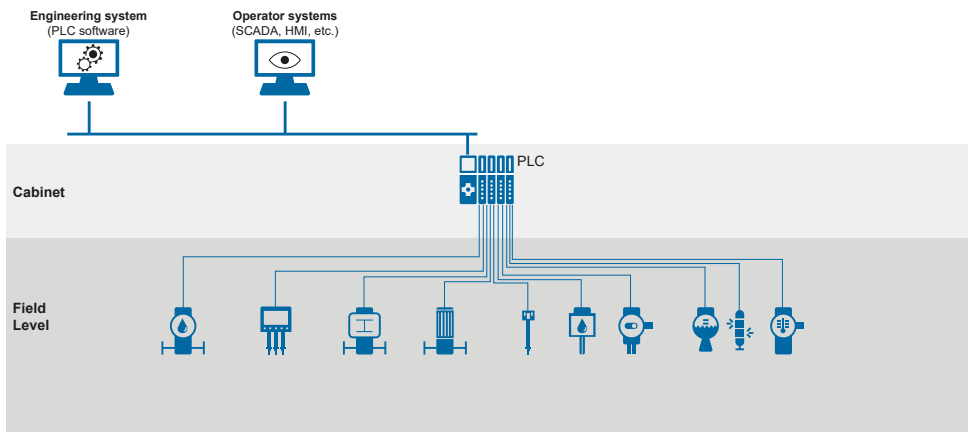 Engineering system
(PLC software)
Operator systems
(SCADA, HMI, etc.)
PLC
Cabinet
Field
Level